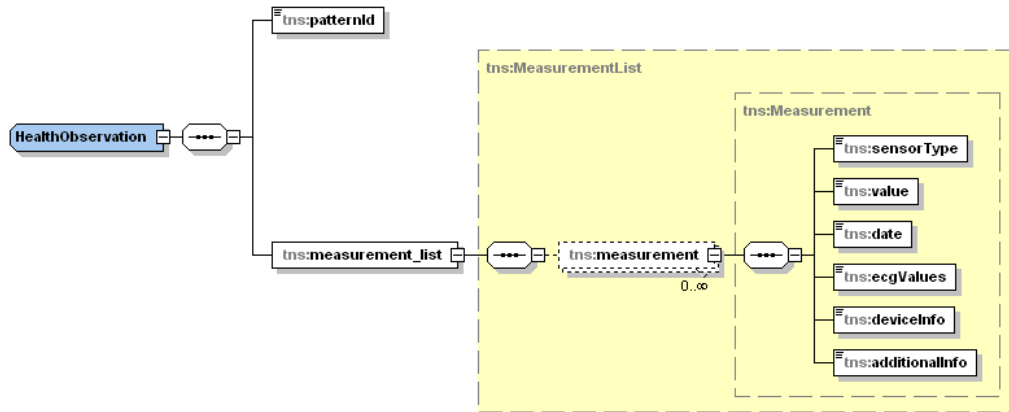 tns:patternId
tns:MeasurementList
tns:Measurement
HealthObservation
tns:sensorType
tns:value
tns:date
tns:measurement_list
tns:measurement
0..∞
tns:ecgValues
tns:deviceInfo
tns:additionalInfo